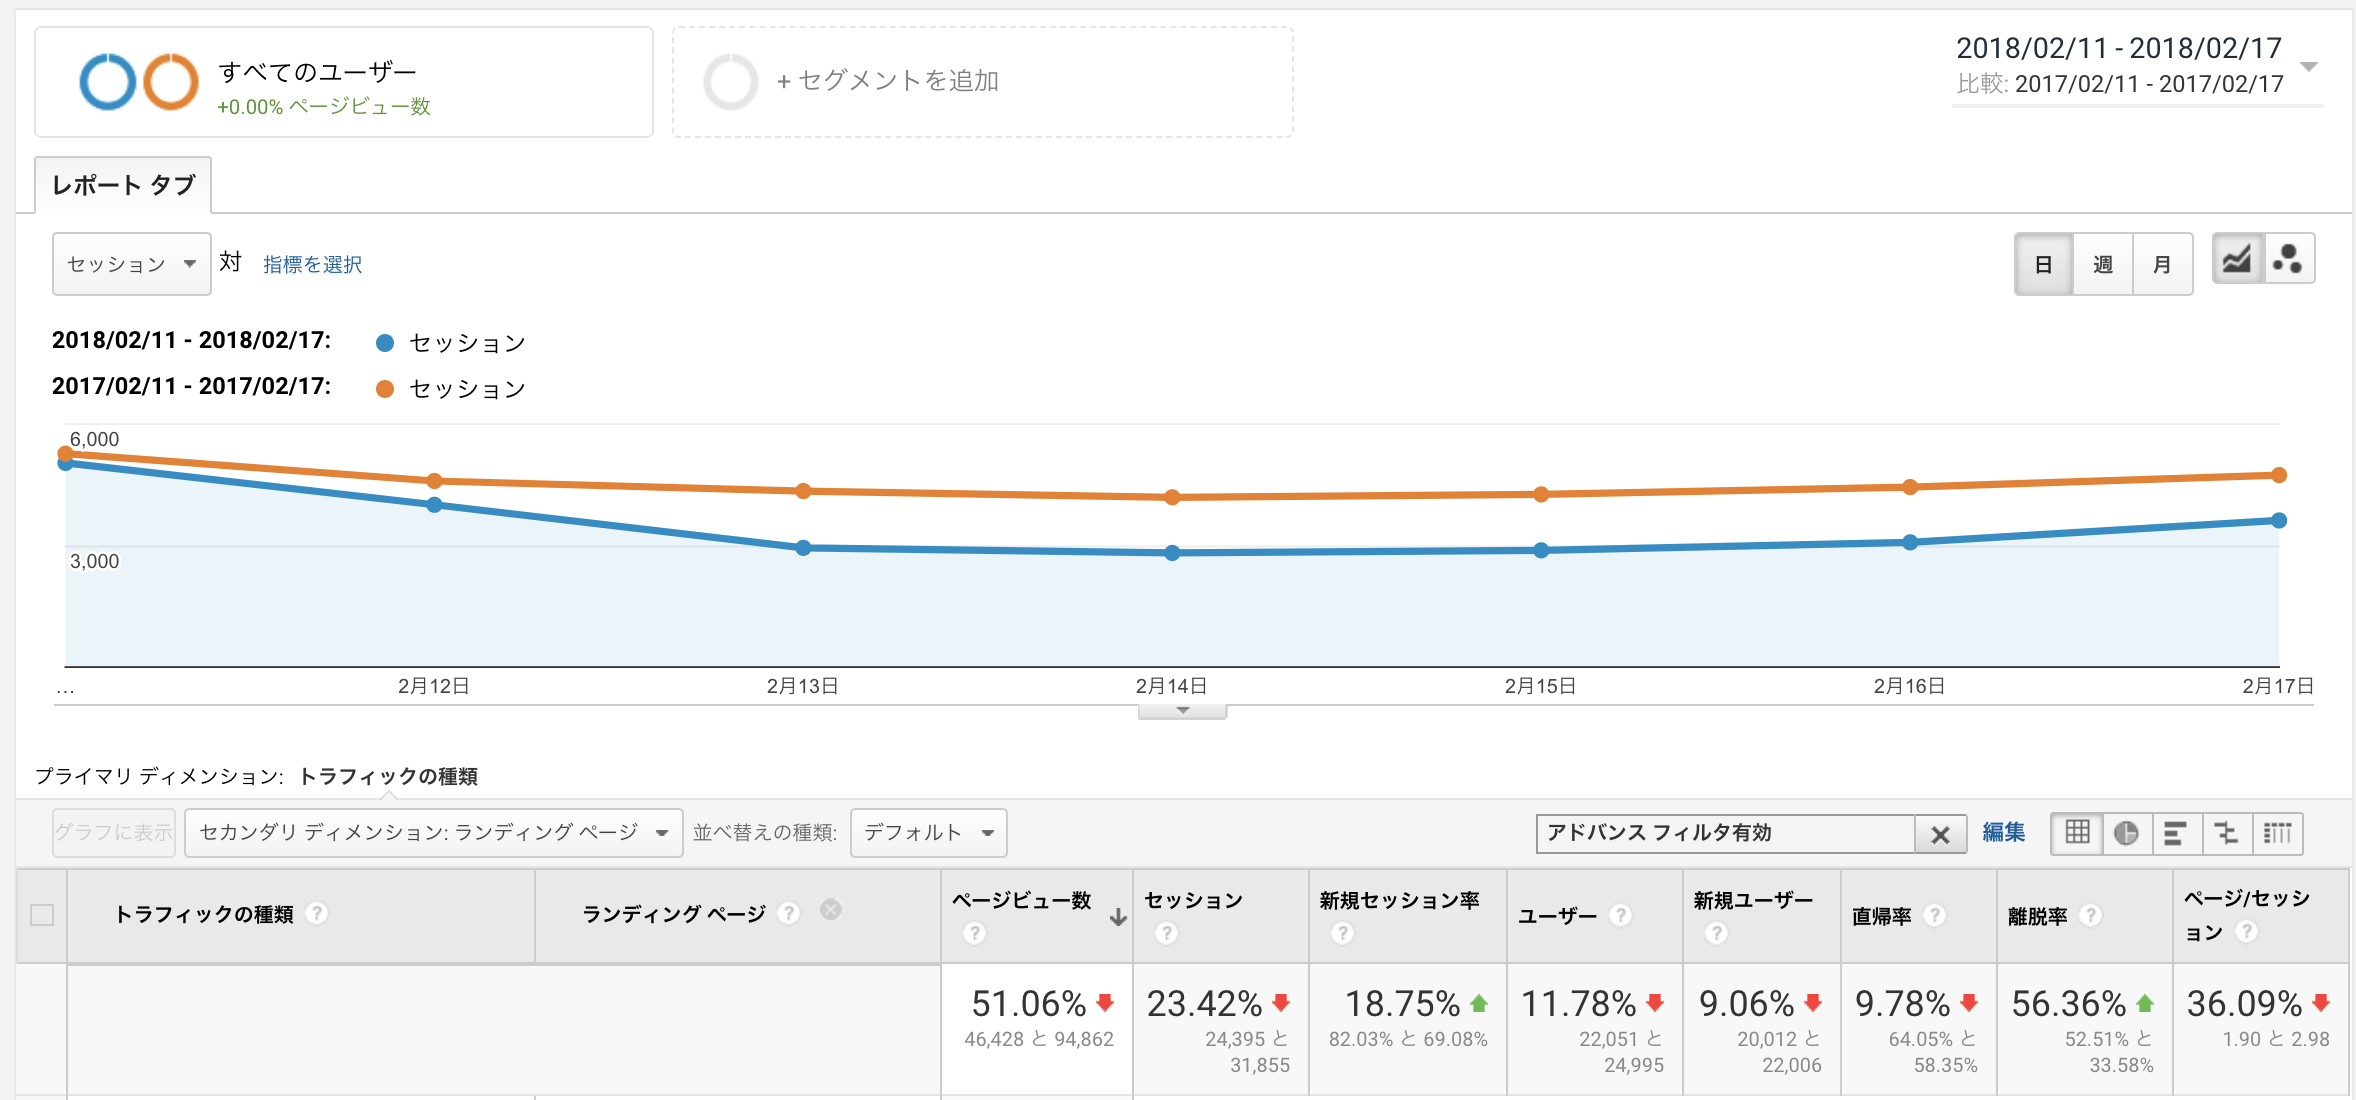 すべてのユーザー
+0.00% ページビュー数
+ セグメントを追加
2018/02/11 - 2018/02/17
比較: 2017/02/11 - 2017/02/17
レポート タブ
セッション 対 指標を選択
日 週 月
2018/02/11 - 2018/02/17: セッション
2017/02/11 - 2017/02/17: セッション
6,000
3,000
... 2月12日 2月13日 2月14日 2月15日 2月16日 2月17日
プライマリ ディメンション: トラフィックの種類
グラフに表示 セカンダリ ディメンション: ランディング ページ 並べ替えの種類: デフォルト アドバンス フィルタ有効 編集
トラフィックの種類 ?
ランディング ページ ?
ページビュー数 ?
セッション ?
新規セッション率 ?
ユーザー ?
新規ユーザー ?
直帰率 ?
離脱率 ?
ページ/セッシ
ョン ?
51.06%
46,428 と 94,862
23.42%
24,395 と
31,855
18.75%
82.03% と 69.08%
11.78%
22,051 と
24,995
9.06%
20,012 と
22,006
9.78%
64.05% と
58.35%
56.36%
52.51% と
33.58%
36.09%
1.90 と 2.98